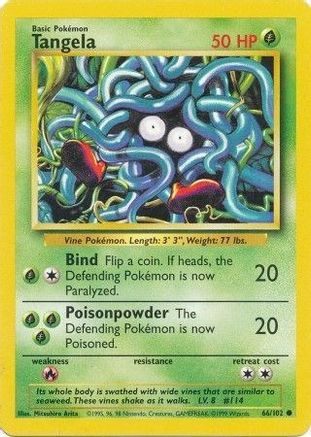 Basic Pokémon
Tangela 50 HP
Vine Pokémon. Length: 3' 3", Weight: 77 lbs.
Bind Flip a coin. If heads, the
Defending Pokémon is now
Paralyzed.
20
Poisonpowder The
Defending Pokémon is now
Poisoned.
20
weakness resistance retreat cost
Its whole body is swathed with vines that are similar to
seaweed. These vines shake as it walks. LV. 8 #114
Illus. Mitsuhiro Arita ©1995, 96, 98 Nintendo, Creatures, GAMEFREAK. ©1999 Wizards. 66/102